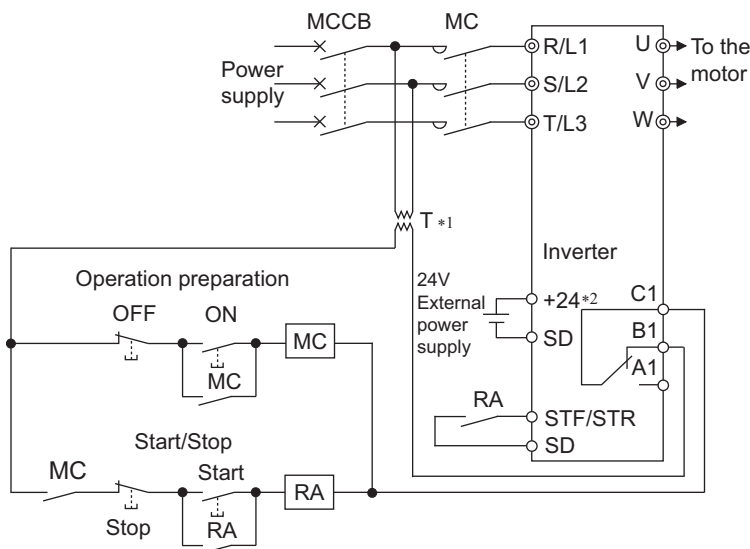 MCCB
MC
Power
supply
R/L1
S/L2
T/L3
U
V
W
To the
motor
T *1
Inverter
Operation preparation
OFF
ON
MC
MC
24V
External
power
supply
+24*2
SD
C1
B1
A1
RA
STF/STR
SD
Start/Stop
MC
Stop
Start
RA
RA